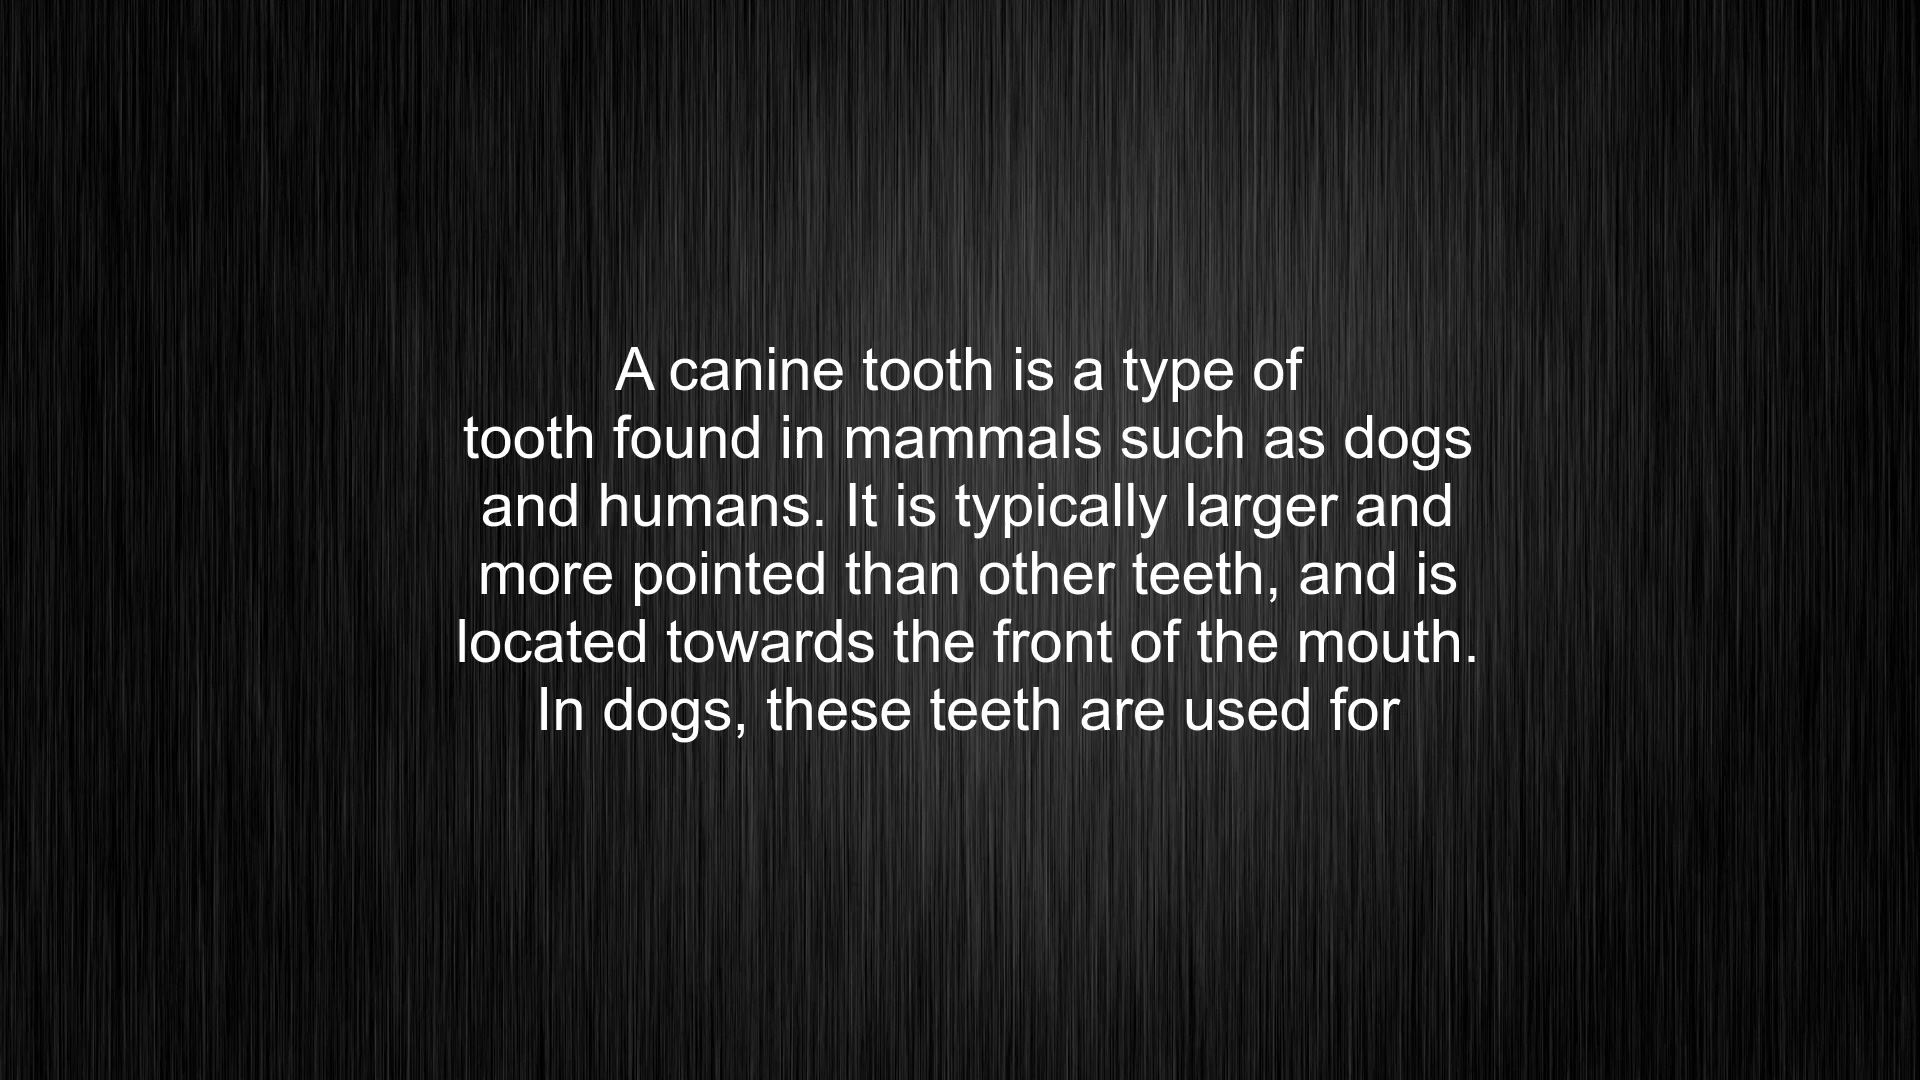 A canine tooth is a type of
tooth found in mammals such as dogs
and humans. It is typically larger and
more pointed than other teeth, and is
located towards the front of the mouth.
In dogs, these teeth are used for